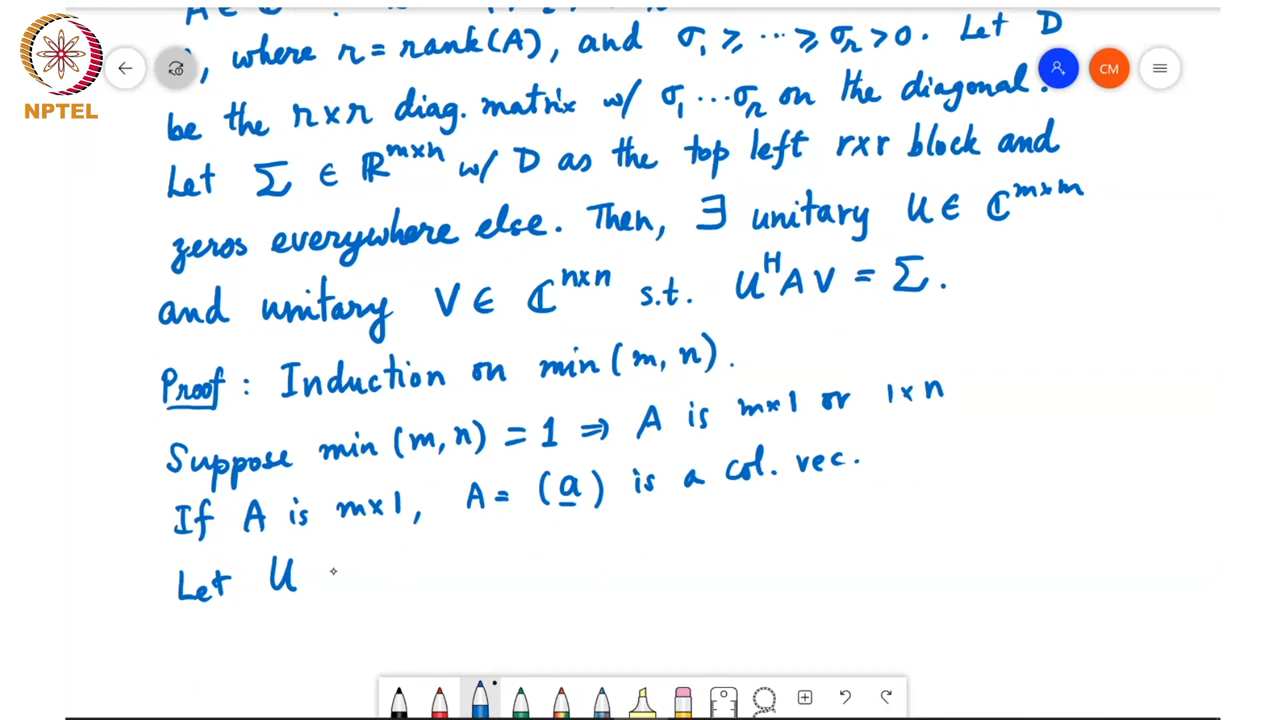 , where r = rank(A), and σ₁ ≥ ⋯ ≥ σᵣ > 0. Let D
be the r×r diag. matrix w/ σ₁ ⋯ σᵣ on the diagonal.
Let Σ ∈ ℝ^{m×n} w/ D as the top left r×r block and
zeros everywhere else. Then, ∃ unitary U ∈ ℂ^{m×m}
and unitary V ∈ ℂ^{n×n} s.t. U^H A V = Σ.
Proof : Induction on min (m, n).
Suppose min (m, n) = 1 ⇒ A is m×1 or 1×n
If A is m×1, A = (a) is a col. vec.
Let U
NPTEL
CM